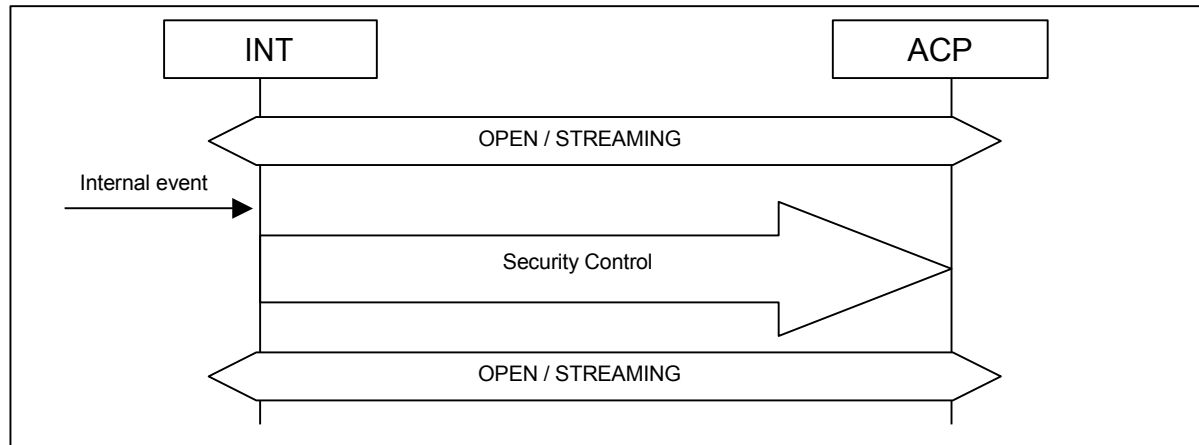 INT
ACP
OPEN / STREAMING
Internal event
Security Control
OPEN / STREAMING